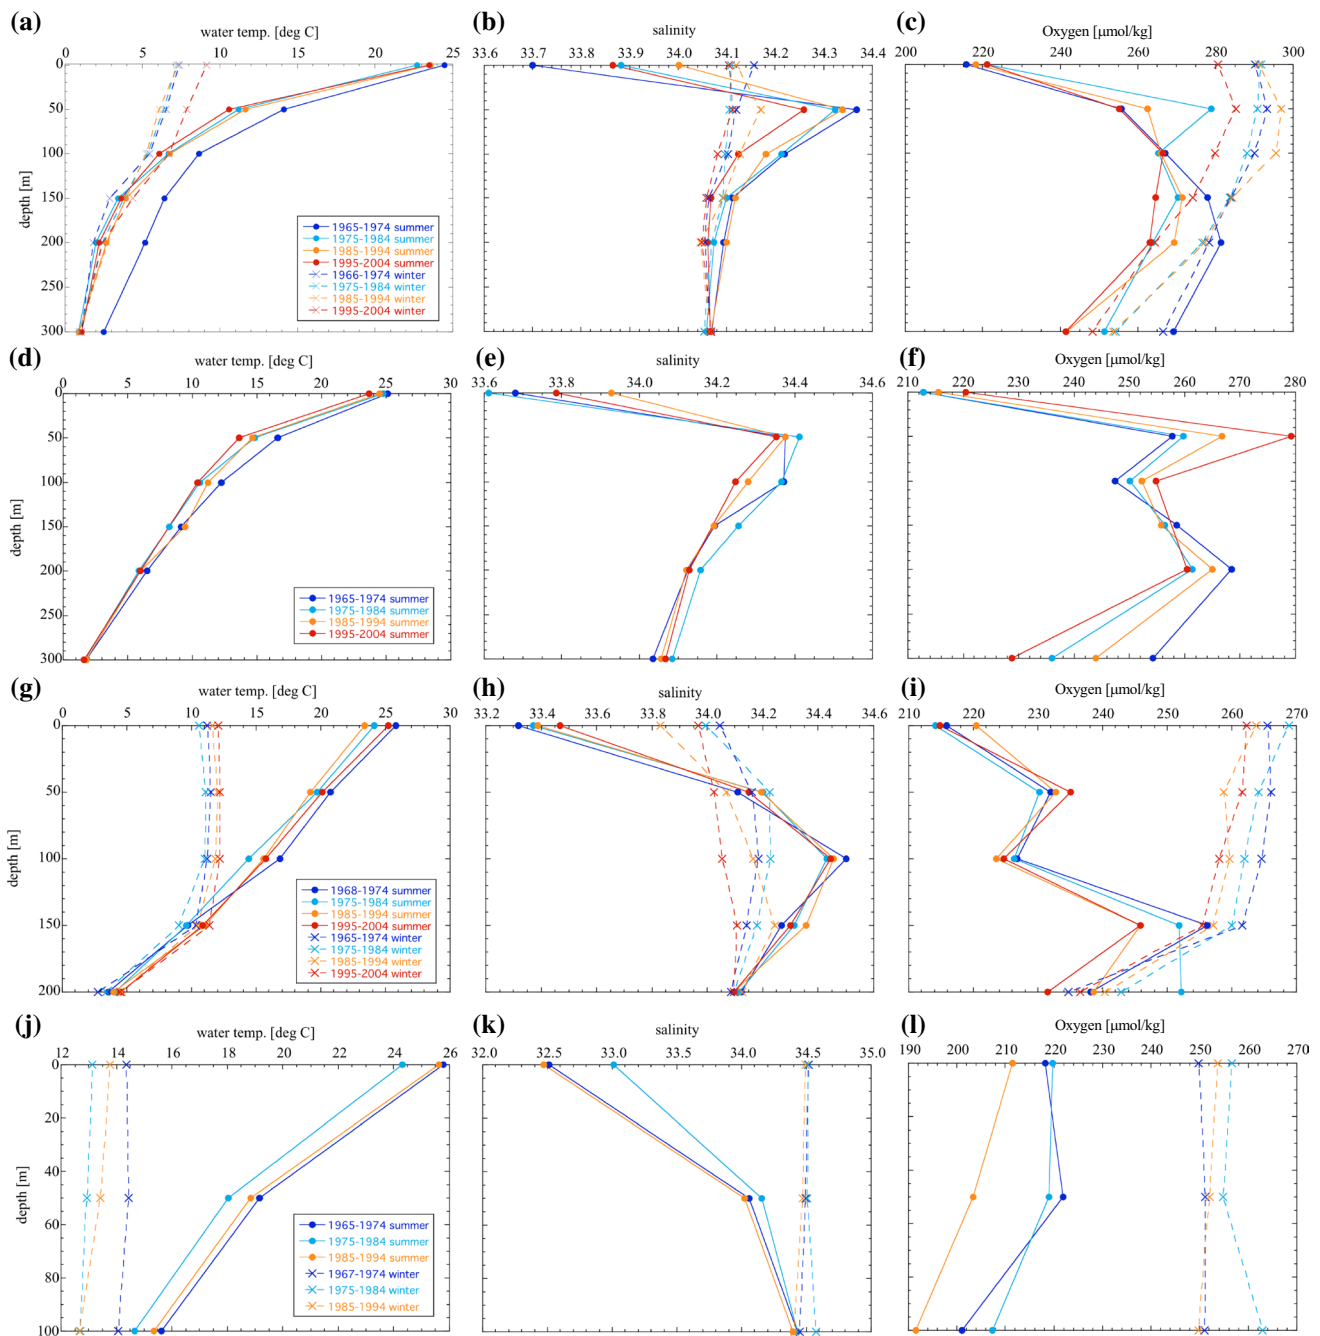 (a) (b) (c)
water temp. [deg C] salinity Oxygen [µmol/kg]
0 5 10 15 20 25 33.6 33.7 33.8 33.9 34.0 34.1 34.2 34.3 34.4 200 220 240 260 280 300
0
50
100
150
200
250
300
depth [m]
1965-1974 summer
1975-1984 summer
1985-1994 summer
1995-2004 summer
1966-1974 winter
1975-1984 winter
1985-1994 winter
1995-2004 winter
(d) (e) (f)
water temp. [deg C] salinity Oxygen [µmol/kg]
0 5 10 15 20 25 30 33.6 33.8 34.0 34.2 34.4 34.6 210 220 230 240 250 260 270 280
0
50
100
150
200
250
300
depth [m]
1965-1974 summer
1975-1984 summer
1985-1994 summer
1995-2004 summer
(g) (h) (i)
water temp. [deg C] salinity Oxygen [µmol/kg]
0 5 10 15 20 25 30 33.2 33.4 33.6 33.8 34.0 34.2 34.4 34.6 210 220 230 240 250 260 270
0
50
100
150
200
depth [m]
1968-1974 summer
1975-1984 summer
1985-1994 summer
1995-2004 summer
1965-1974 winter
1975-1984 winter
1985-1994 winter
1995-2004 winter
(j) (k) (l)
water temp. [deg C] salinity Oxygen [µmol/kg]
12 14 16 18 20 22 24 26 32.0 32.5 33.0 33.5 34.0 34.5 35.0 190 200 210 220 230 240 250 260 270
0
20
40
60
80
100
depth [m]
1965-1974 summer
1975-1984 summer
1985-1994 summer
1967-1974 winter
1975-1984 winter
1985-1994 winter